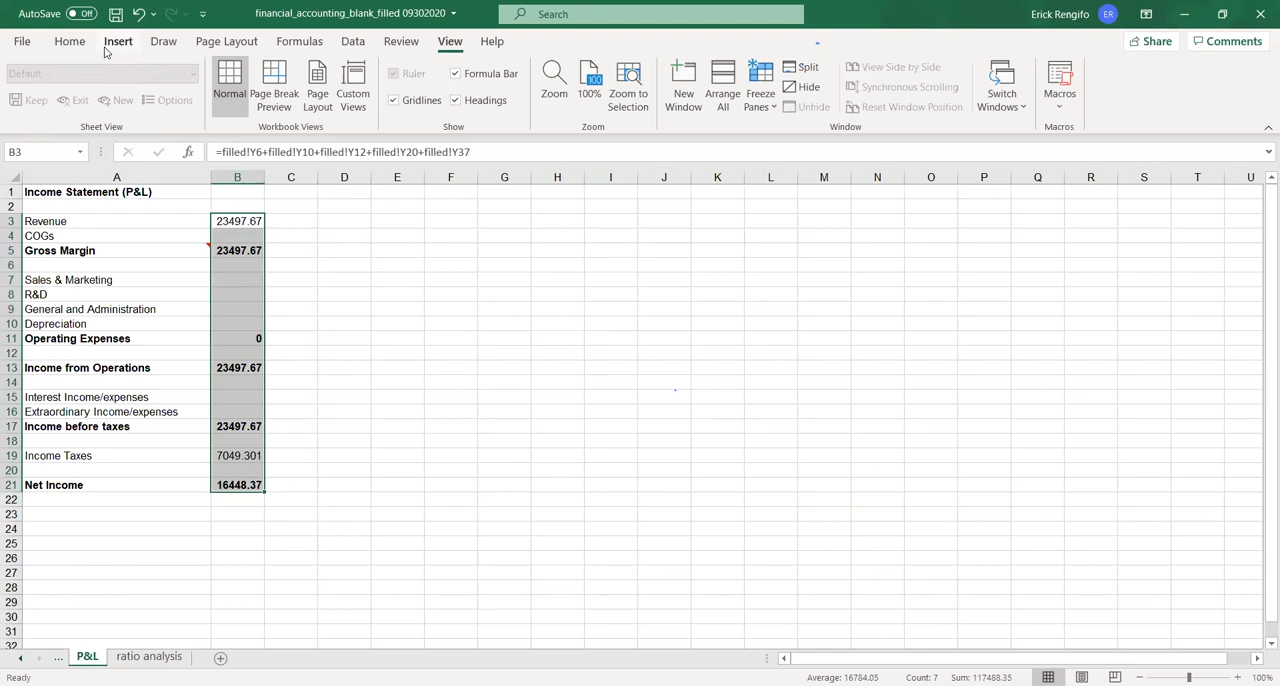 AutoSave Off financial_accounting_blank_filled 09302020 Search Erick Rengifo ER
File Home Insert Draw Page Layout Formulas Data Review View Help Share Comments
Default
Keep Exit New Options
Sheet View
Normal Page Break Preview Page Layout Custom Views
Workbook Views
Ruler Formula Bar
Gridlines Headings
Show
Zoom 100 100% Zoom to Selection
Zoom
New Window Arrange All Freeze Panes
Split View Side by Side
Hide Synchronous Scrolling
Unhide Reset Window Position
Switch Windows
Window
Macros
Macros
B3 fx =filled!Y6+filled!Y10+filled!Y12+filled!Y20+filled!Y37
A B C D E F G H I J K L M N O P Q R S T U
1 Income Statement (P&L)
2
3 Revenue 23497.67
4 COGs
5 Gross Margin 23497.67
6
7 Sales & Marketing
8 R&D
9 General and Administration
10 Depreciation
11 Operating Expenses 0
12
13 Income from Operations 23497.67
14
15 Interest Income/expenses
16 Extraordinary Income/expenses
17 Income before taxes 23497.67
18
19 Income Taxes 7049.301
20
21 Net Income 16448.37
22
23
24
25
26
27
28
29
30
31
32
... P&L ratio analysis
Ready Average: 16784.05 Count: 7 Sum: 117488.35 100%